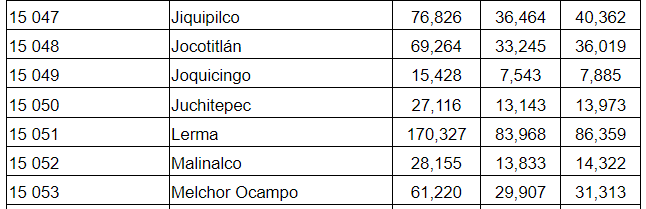 15 047 Jiquipilco 76,826 36,464 40,362
15 048 Jocotitlán 69,264 33,245 36,019
15 049 Joquicingo 15,428 7,543 7,885
15 050 Juchitepec 27,116 13,143 13,973
15 051 Lerma 170,327 83,968 86,359
15 052 Malinalco 28,155 13,833 14,322
15 053 Melchor Ocampo 61,220 29,907 31,313